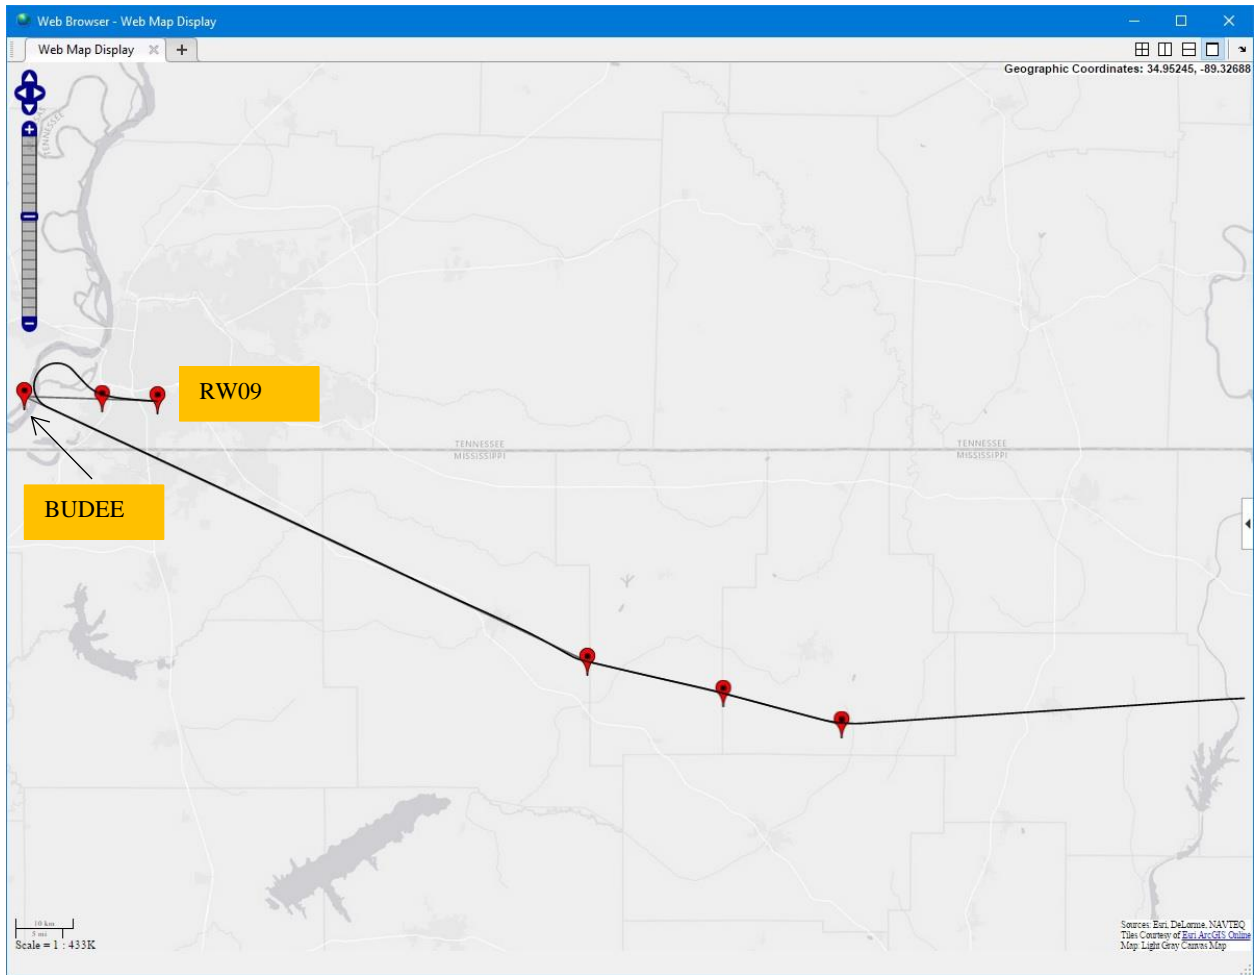 Web Browser - Web Map Display
Web Map Display
Geographic Coordinates: 34.95245, -89.32688
TENNESSEE
RW09
TENNESSEE
MISSISSIPPI
TENNESSEE
MISSISSIPPI
BUDEE
10 km
5 mi
Scale = 1 : 433K
Sources: Esri, DeLorme, NAVTEQ
Tiles Courtesy of Esri ArcGIS Online
Map: Light Gray Canvas Map